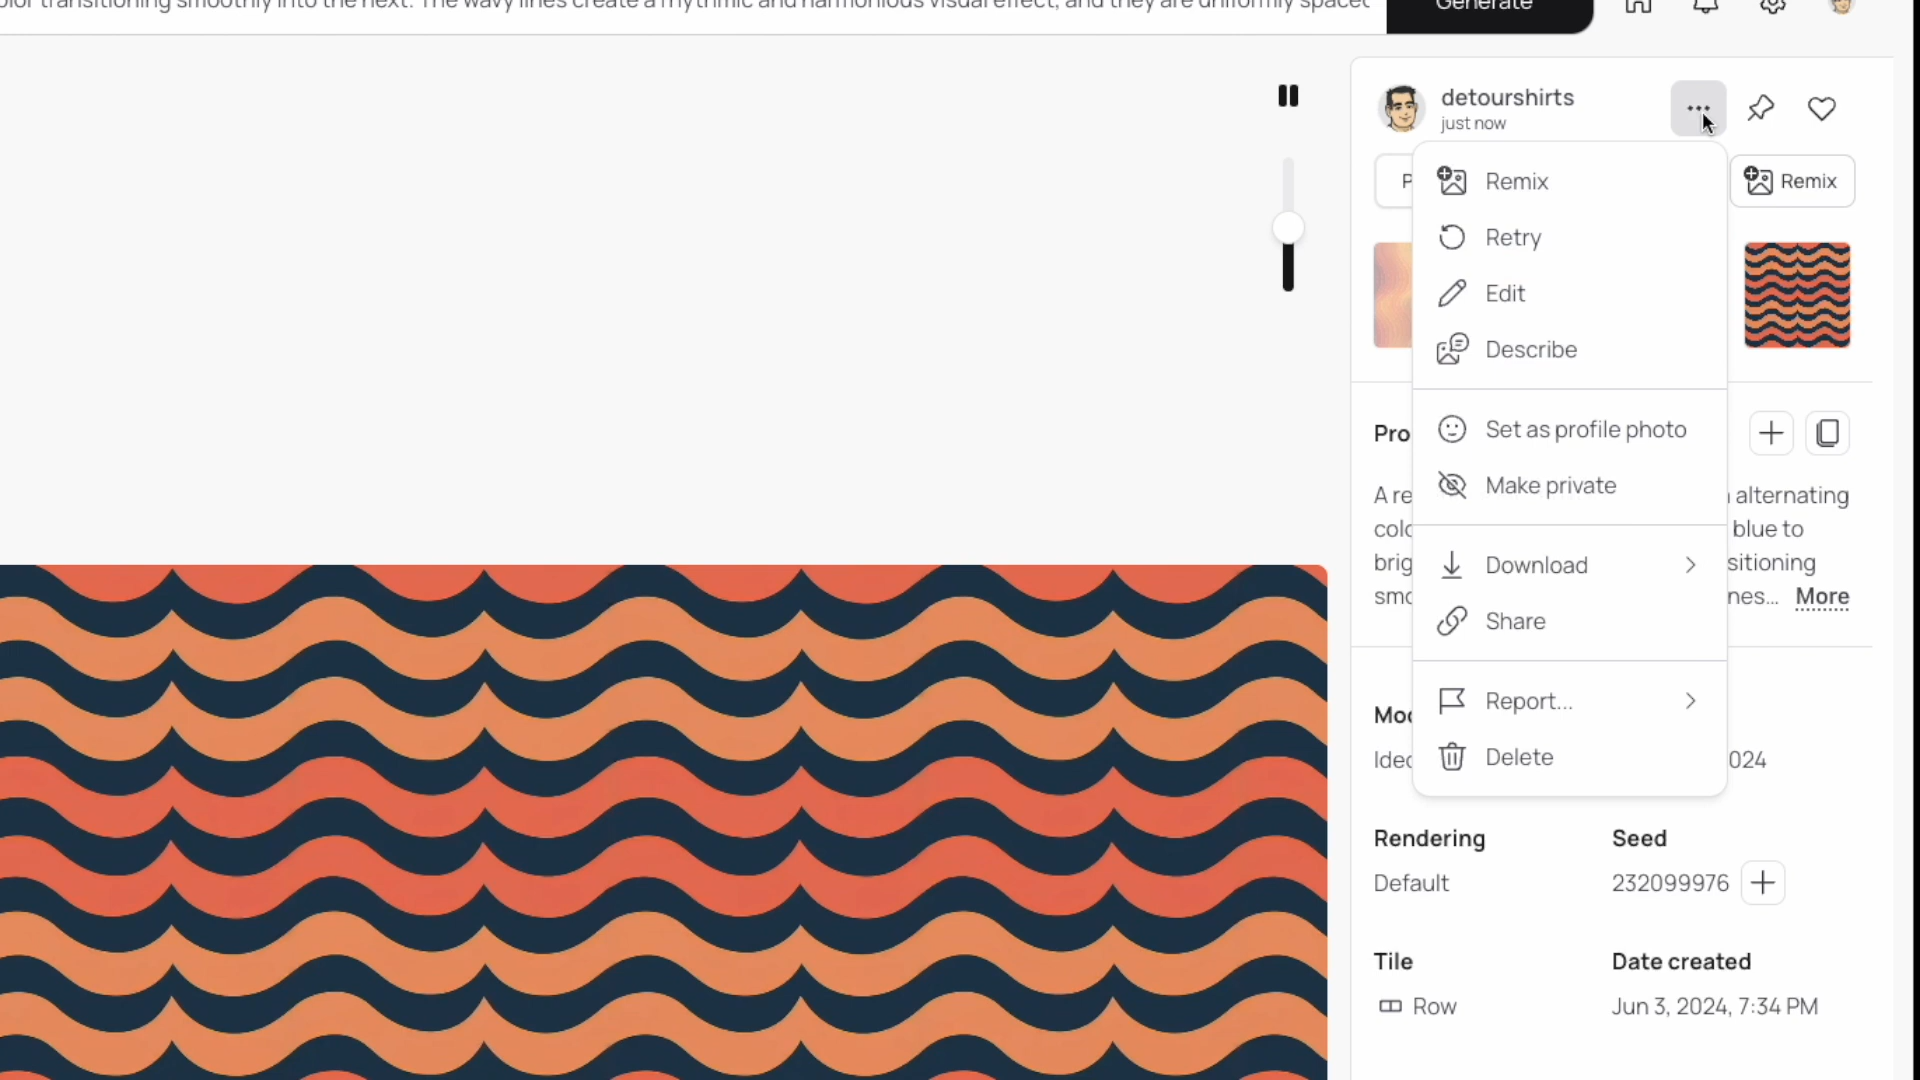 color transitioning smoothly into the next. The wavy lines create a rhythmic and harmonious visual effect, and they are uniformly spaced
Generate
detourshirts
just now
P
Remix
Remix
Retry
Edit
Describe
Set as profile photo
Make private
Download
Share
Report...
Delete
Pro
A re
alternating
colo
blue to
brig
sitioning
smo
nes... More
Mod
Ideo
024
Rendering
Seed
Default
232099976
Tile
Date created
Row
Jun 3, 2024, 7:34 PM